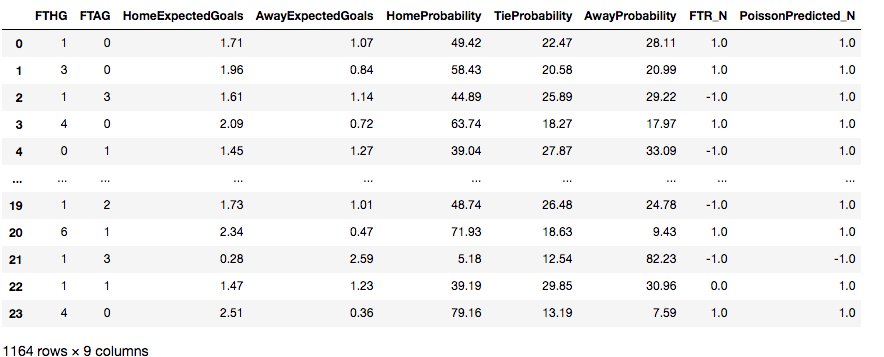 FTHG FTAG HomeExpectedGoals AwayExpectedGoals HomeProbability TieProbability AwayProbability FTR_N PoissonPredicted_N
0 1 0 1.71 1.07 49.42 22.47 28.11 1.0 1.0
1 3 0 1.96 0.84 58.43 20.58 20.99 1.0 1.0
2 1 3 1.61 1.14 44.89 25.89 29.22 -1.0 1.0
3 4 0 2.09 0.72 63.74 18.27 17.97 1.0 1.0
4 0 1 1.45 1.27 39.04 27.87 33.09 -1.0 1.0
... ... ... ... ... ... ... ... ... ...
19 1 2 1.73 1.01 48.74 26.48 24.78 -1.0 1.0
20 6 1 2.34 0.47 71.93 18.63 9.43 1.0 1.0
21 1 3 0.28 2.59 5.18 12.54 82.23 -1.0 -1.0
22 1 1 1.47 1.23 39.19 29.85 30.96 0.0 1.0
23 4 0 2.51 0.36 79.16 13.19 7.59 1.0 1.0
1164 rows × 9 columns